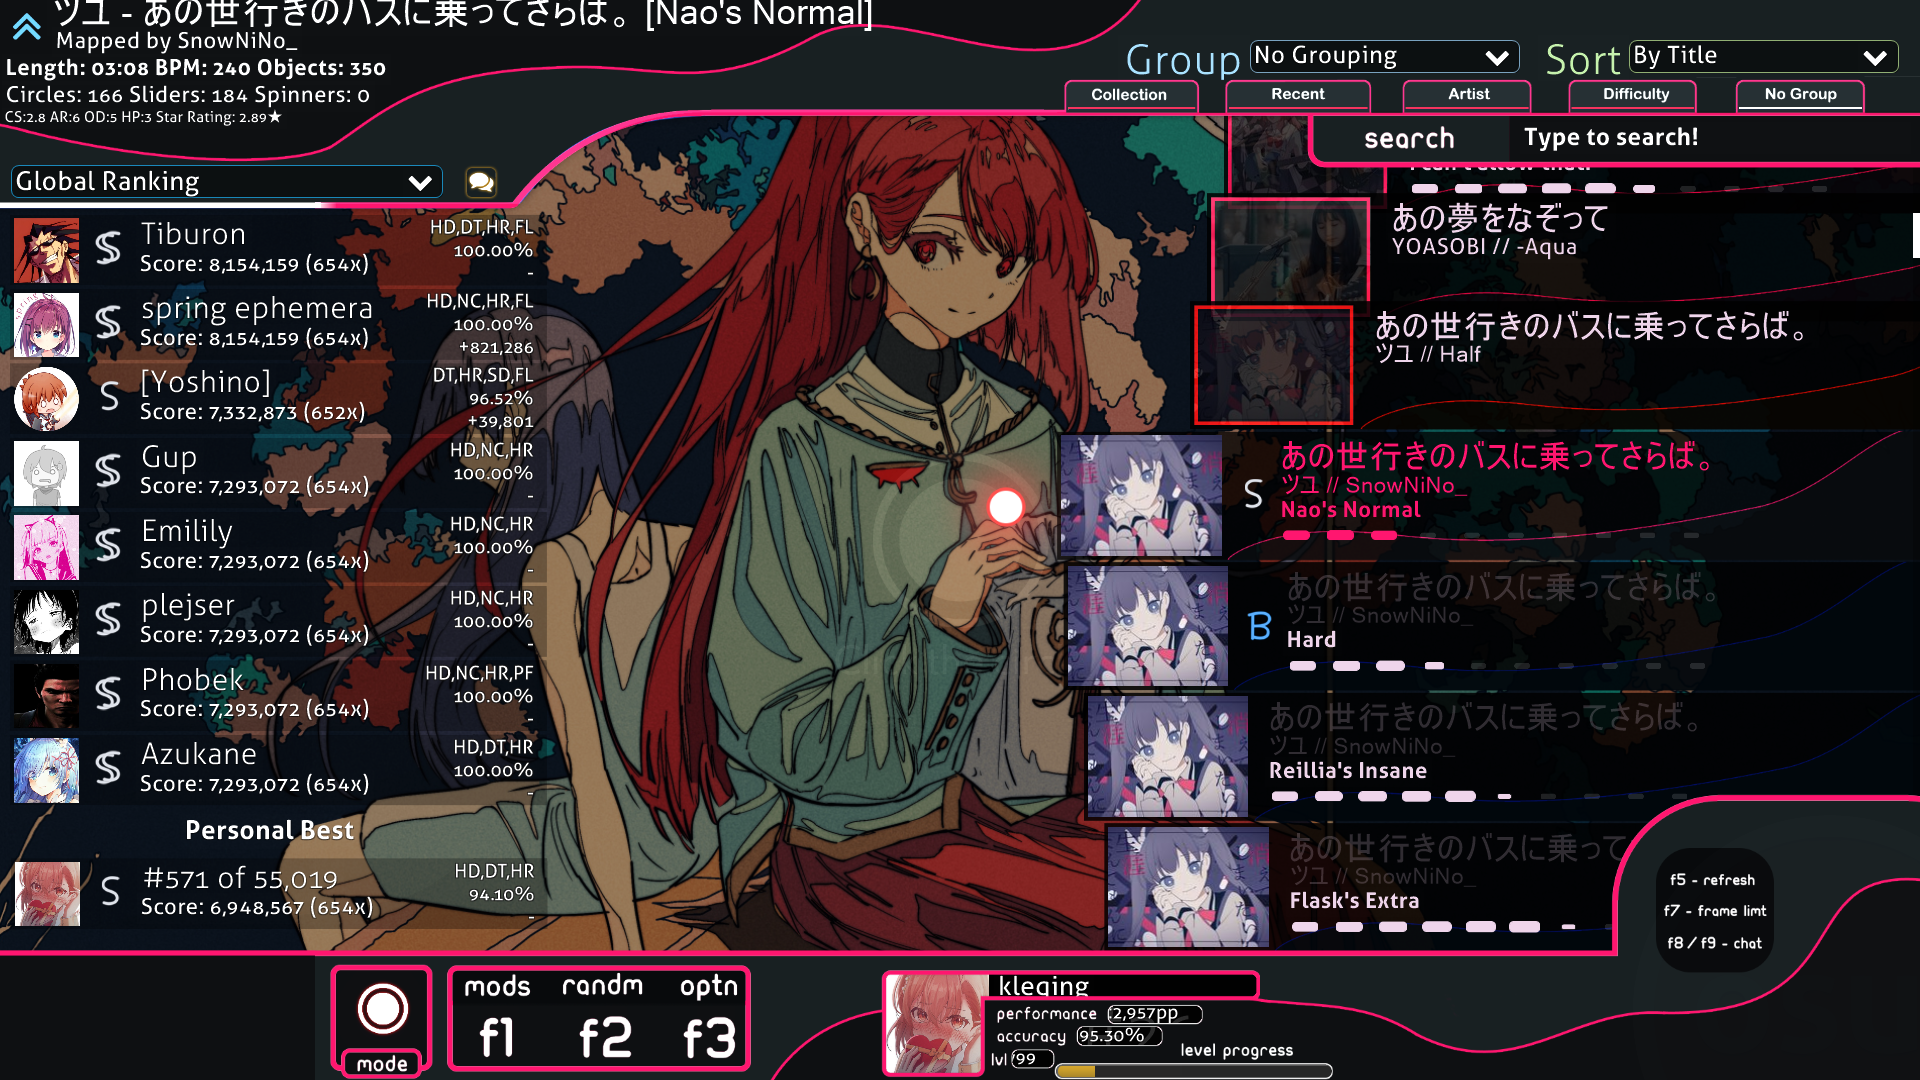 ツユ - あの世行きのバスに乗ってさらば。 [Nao's Normal]
Mapped by SnowNiNo_
Length: 03:08 BPM: 240 Objects: 350
Circles: 166 Sliders: 184 Spinners: 0
CS:2.8 AR:6 OD:5 HP:3 Star Rating: 2.89★
Group No Grouping
Sort By Title
Collection
Recent
Artist
Difficulty
No Group
search Type to search!
Global Ranking
Tiburon
Score: 8,154,159 (654x)
HD,DT,HR,FL
100.00%
-
spring ephemera
Score: 8,154,159 (654x)
HD,NC,HR,FL
100.00%
+821,286
[Yoshino]
Score: 7,332,873 (652x)
DT,HR,SD,FL
96.52%
+39,801
Gup
Score: 7,293,072 (654x)
HD,NC,HR
100.00%
-
Emilily
Score: 7,293,072 (654x)
HD,NC,HR
100.00%
-
plejser
Score: 7,293,072 (654x)
HD,NC,HR
100.00%
-
Phobek
Score: 7,293,072 (654x)
HD,NC,HR,PF
100.00%
-
Azukane
Score: 7,293,072 (654x)
HD,DT,HR
100.00%
-
Personal Best
#571 of 55,019
Score: 6,948,567 (654x)
HD,DT,HR
94.10%
-
あの夢をなぞって
YOASOBI // -Aqua
あの世行きのバスに乗ってさらば。
ツユ // Half
S
あの世行きのバスに乗ってさらば。
ツユ // SnowNiNo_
Nao's Normal
B
あの世行きのバスに乗ってさらば。
ツユ // SnowNiNo_
Hard
あの世行きのバスに乗ってさらば。
ツユ // SnowNiNo_
Reillia's Insane
あの世行きのバスに乗って
ツユ // SnowNiNo_
Flask's Extra
f5 - refresh
f7 - frame limt
f8 / f9 - chat
mode
mods
f1
randm
f2
optn
f3
kleqing
performance 2,957pp
accuracy 95.30%
lvl 99
level progress